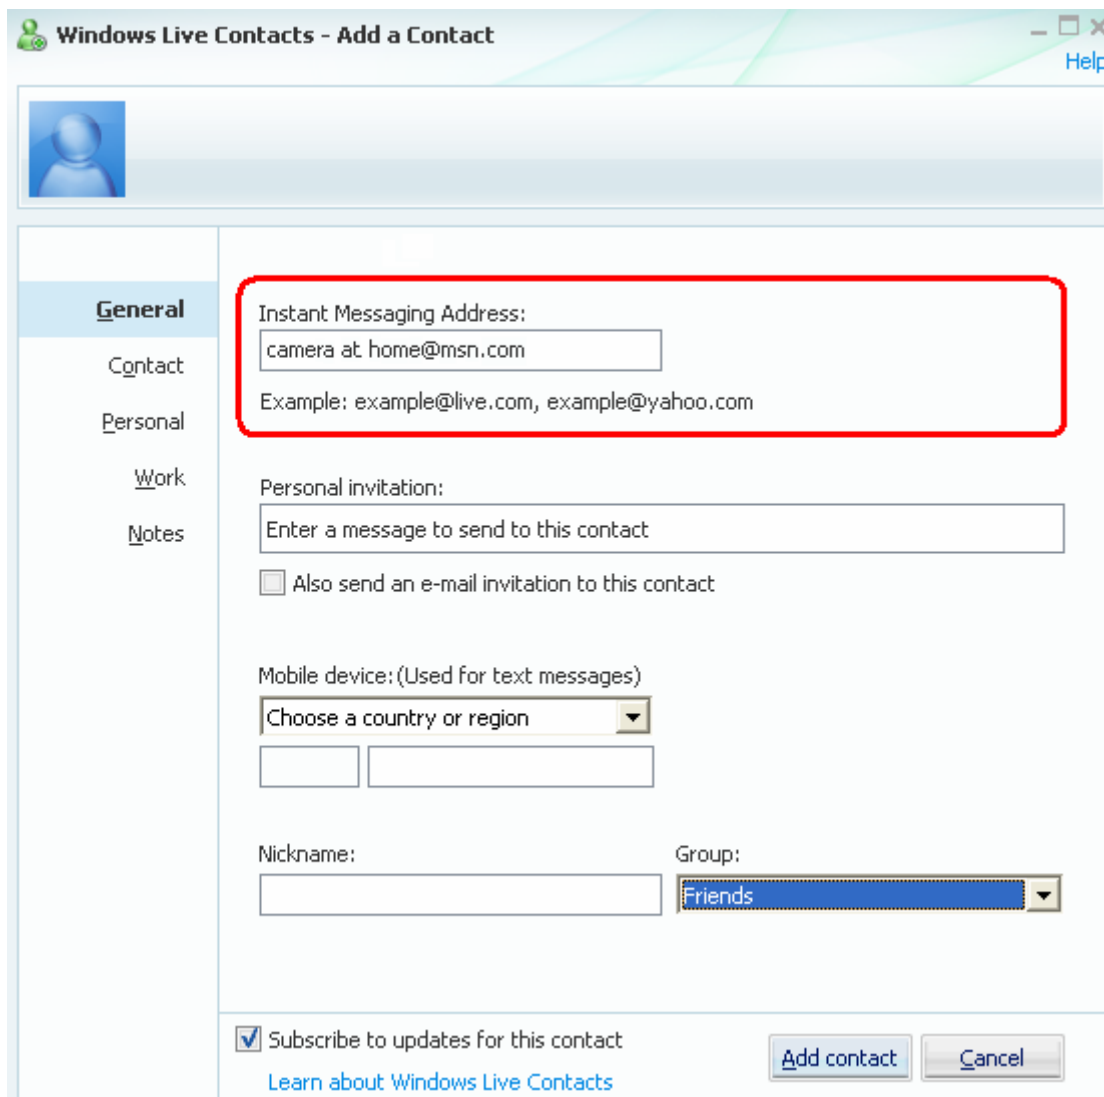 Windows Live Contacts - Add a Contact
Help
General
Contact
Personal
Work
Notes
Instant Messaging Address:
camera at home@msn.com
Example: example@live.com, example@yahoo.com
Personal invitation:
Enter a message to send to this contact
Also send an e-mail invitation to this contact
Mobile device:(Used for text messages)
Choose a country or region
Nickname:
Group:
Friends
Subscribe to updates for this contact
Learn about Windows Live Contacts
Add contact
Cancel